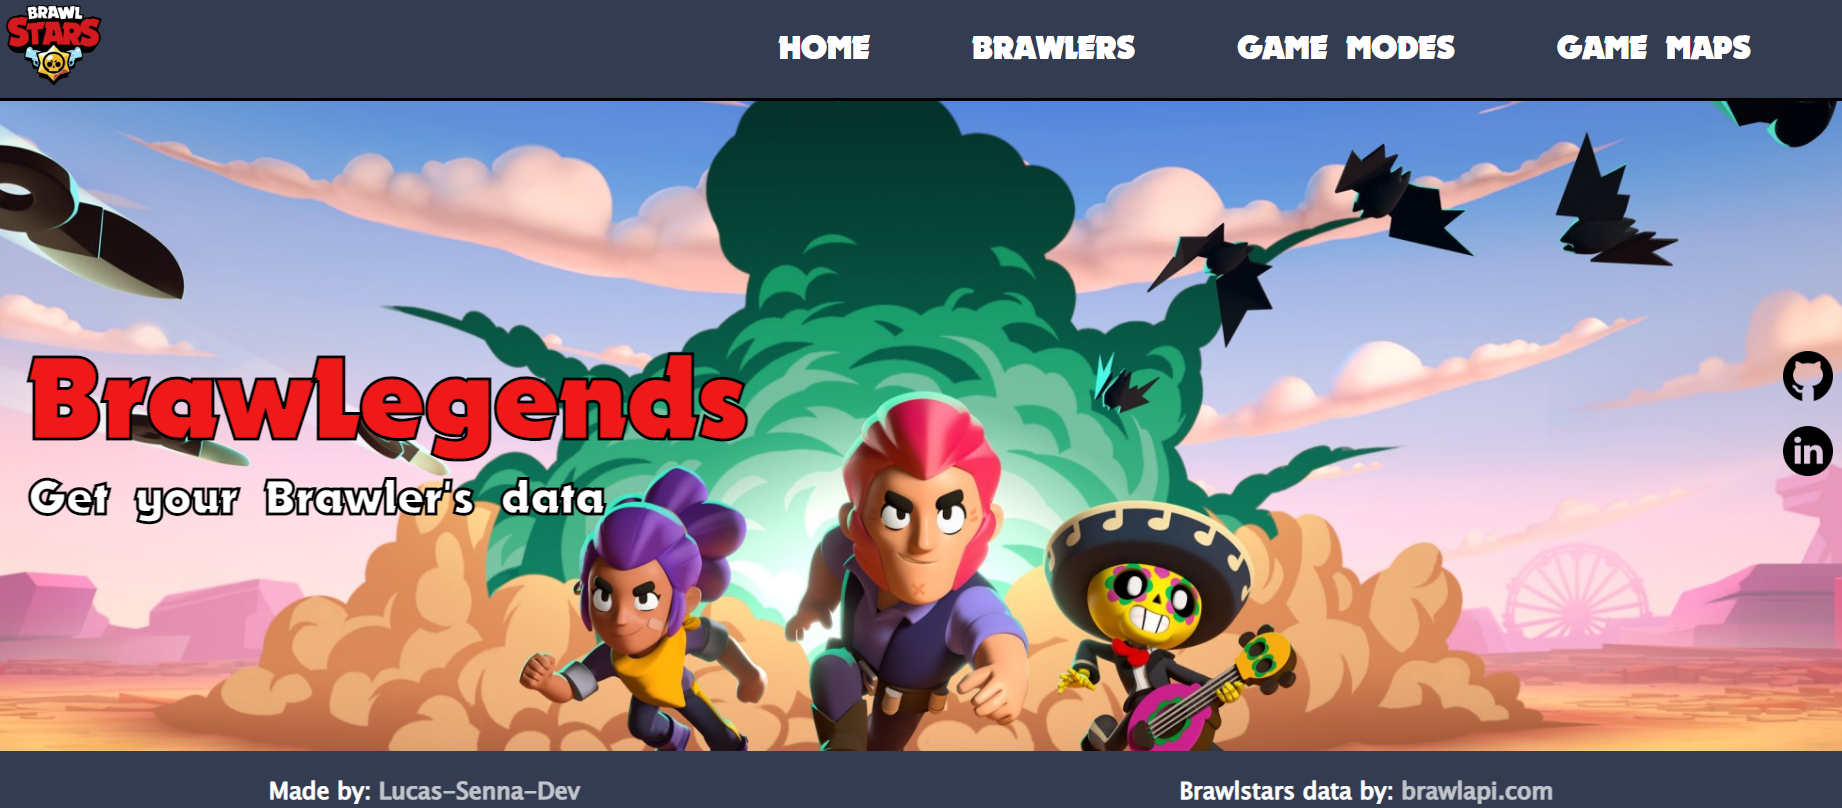 BRAWL
STARS
HOME BRAWLERS GAME MODES GAME MAPS
BrawLegends
Get your Brawler's data
in
Made by: Lucas-Senna-Dev
Brawlstars data by: brawlapi.com